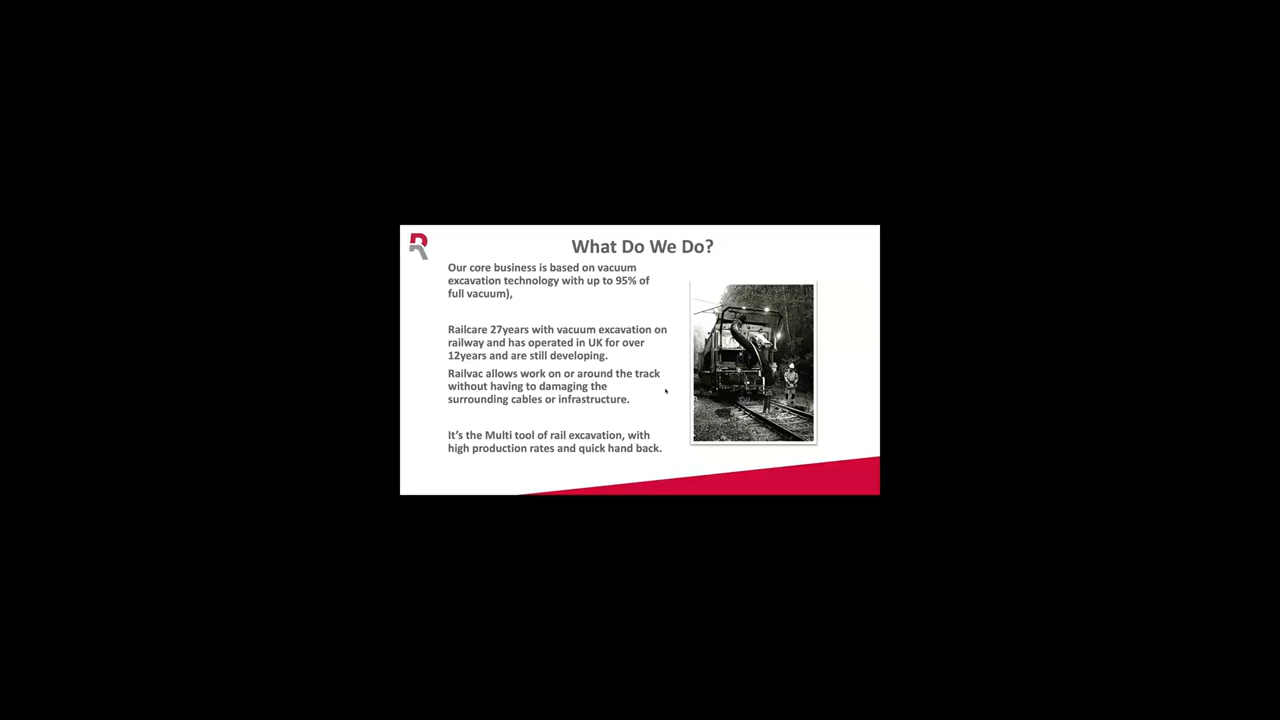 What Do We Do?
Our core business is based on vacuum
excavation technology with up to 95% of
full vacuum),
Railcare 27years with vacuum excavation on
railway and has operated in UK for over
12years and are still developing.
Railvac allows work on or around the track
without having to damaging the
surrounding cables or infrastructure.
It's the Multi tool of rail excavation, with
high production rates and quick hand back.